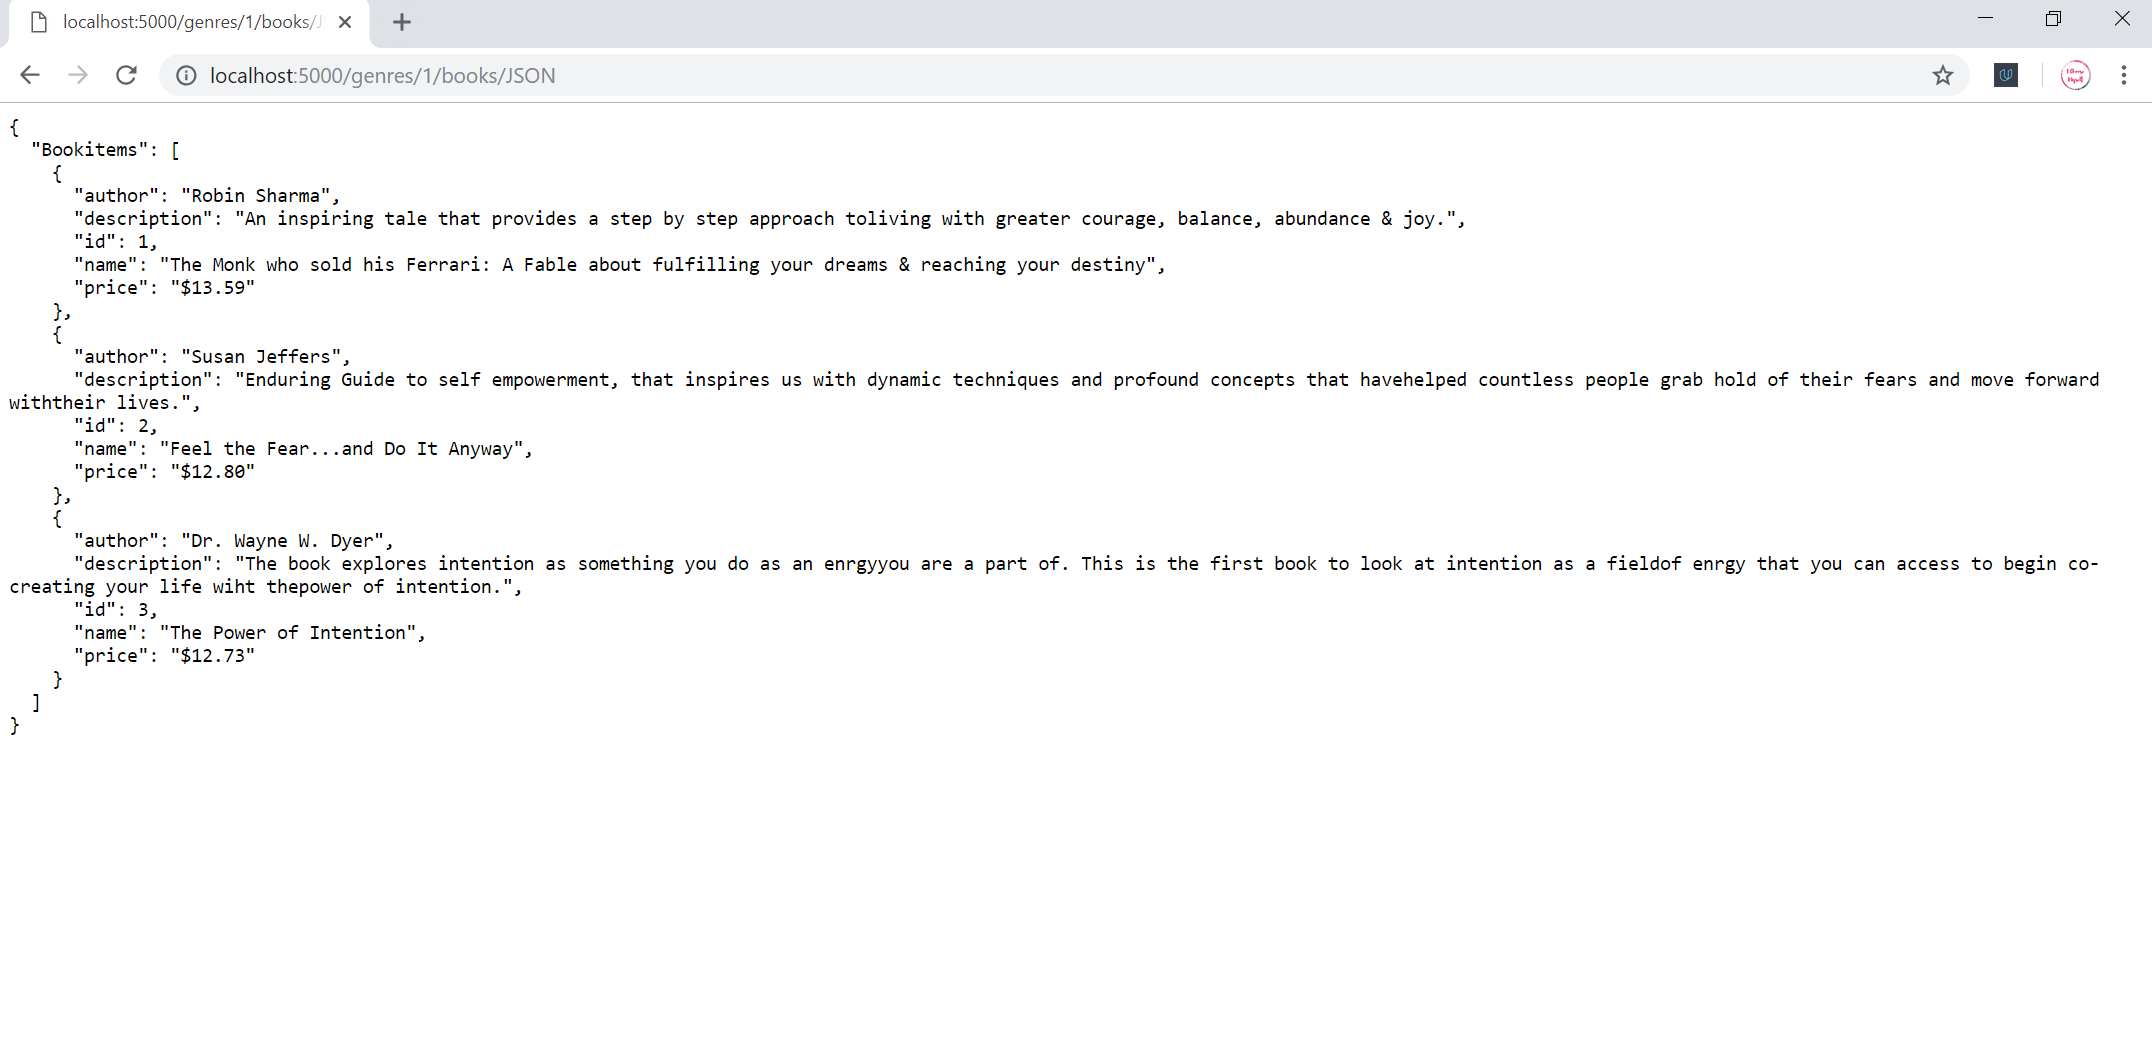 localhost:5000/genres/1/books/J
localhost:5000/genres/1/books/JSON
{
"Bookitems": [
{
"author": "Robin Sharma",
"description": "An inspiring tale that provides a step by step approach toliving with greater courage, balance, abundance & joy.",
"id": 1,
"name": "The Monk who sold his Ferrari: A Fable about fulfilling your dreams & reaching your destiny",
"price": "$13.59"
},
{
"author": "Susan Jeffers",
"description": "Enduring Guide to self empowerment, that inspires us with dynamic techniques and profound concepts that havehelped countless people grab hold of their fears and move forward
withtheir lives.",
"id": 2,
"name": "Feel the Fear...and Do It Anyway",
"price": "$12.80"
},
{
"author": "Dr. Wayne W. Dyer",
"description": "The book explores intention as something you do as an enrgyyou are a part of. This is the first book to look at intention as a fieldof enrgy that you can access to begin co-
creating your life wiht thepower of intention.",
"id": 3,
"name": "The Power of Intention",
"price": "$12.73"
}
]
}